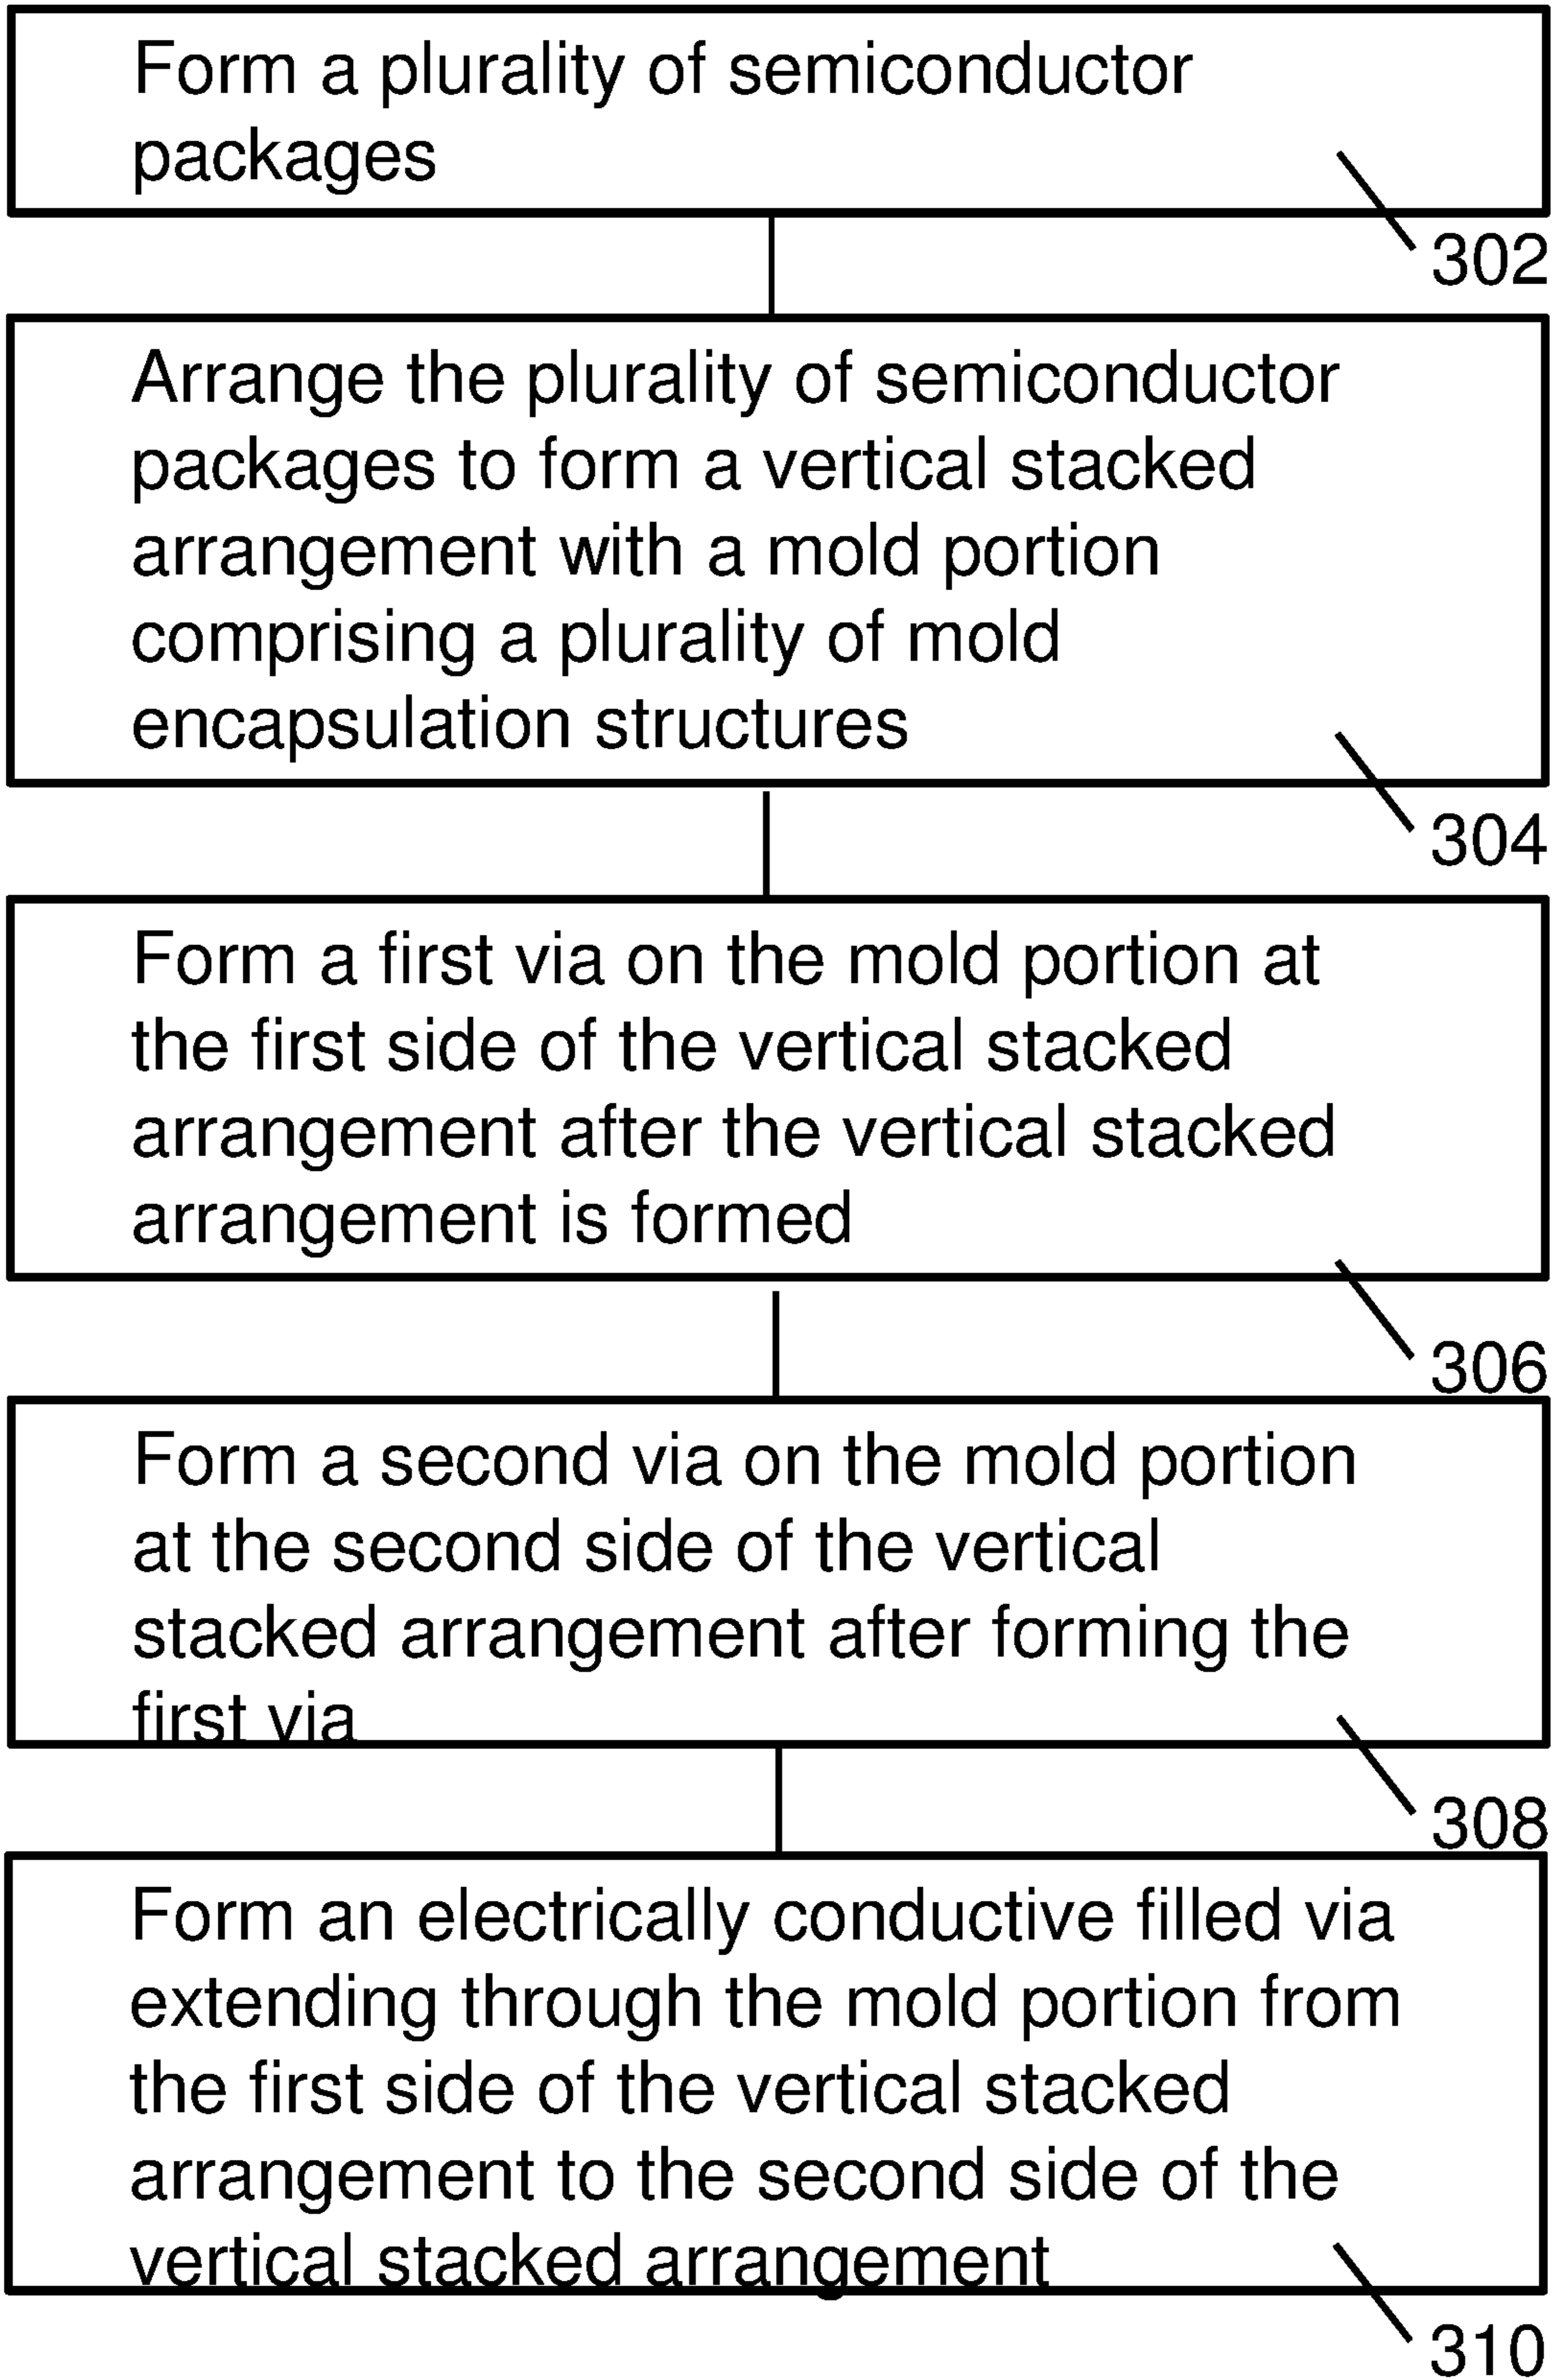 Form a plurality of semiconductor
packages
302
Arrange the plurality of semiconductor
packages to form a vertical stacked
arrangement with a mold portion
comprising a plurality of mold
encapsulation structures
304
Form a first via on the mold portion at
the first side of the vertical stacked
arrangement after the vertical stacked
arrangement is formed
306
Form a second via on the mold portion
at the second side of the vertical
stacked arrangement after forming the
first via
308
Form an electrically conductive filled via
extending through the mold portion from
the first side of the vertical stacked
arrangement to the second side of the
vertical stacked arrangement
310